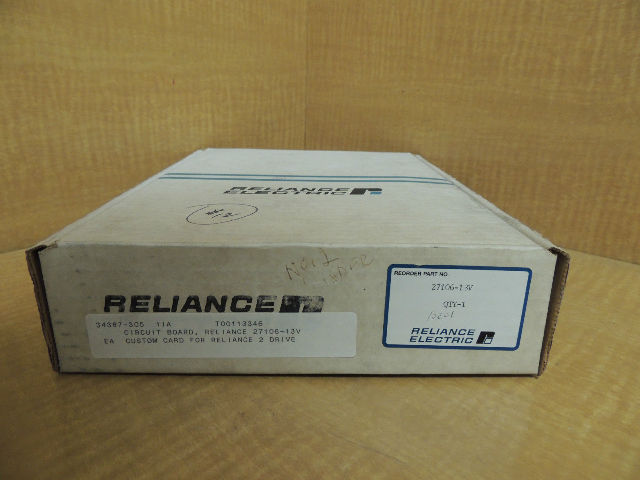 RELIANCE
ELECTRIC
RELIANCE
34387-305 11A T00113346
CIRCUIT BOARD, RELIANCE 27106-13V
EA CUSTOM CARD FOR RELIANCE 2 DRIVE
REORDER PART NO.
27106-13V
QTY-1
RELIANCE
ELECTRIC